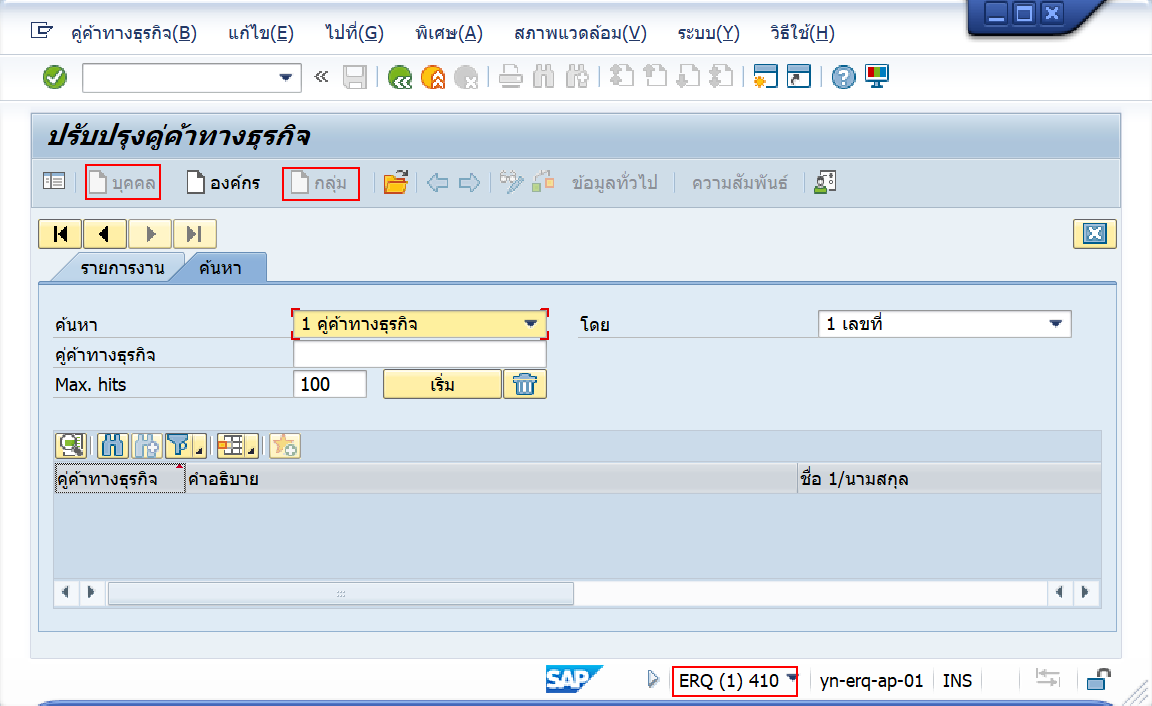 คู่ค้าทางธุรกิจ(B) แก้ไข(E) ไปที่(G) พิเศษ(A) สภาพแวดล้อม(V) ระบบ(Y) วิธีใช้(H)
ปรับปรุงคู่ค้าทางธุรกิจ
บุคคล องค์กร กลุ่ม ข้อมูลทั่วไป ความสัมพันธ์
รายการงาน ค้นหา
ค้นหา 1 คู่ค้าทางธุรกิจ โดย 1 เลขที่
คู่ค้าทางธุรกิจ
Max. hits 100 เริ่ม
คู่ค้าทางธุรกิจ คำอธิบาย ชื่อ 1/นามสกุล
SAP ERQ (1) 410 yn-erq-ap-01 INS